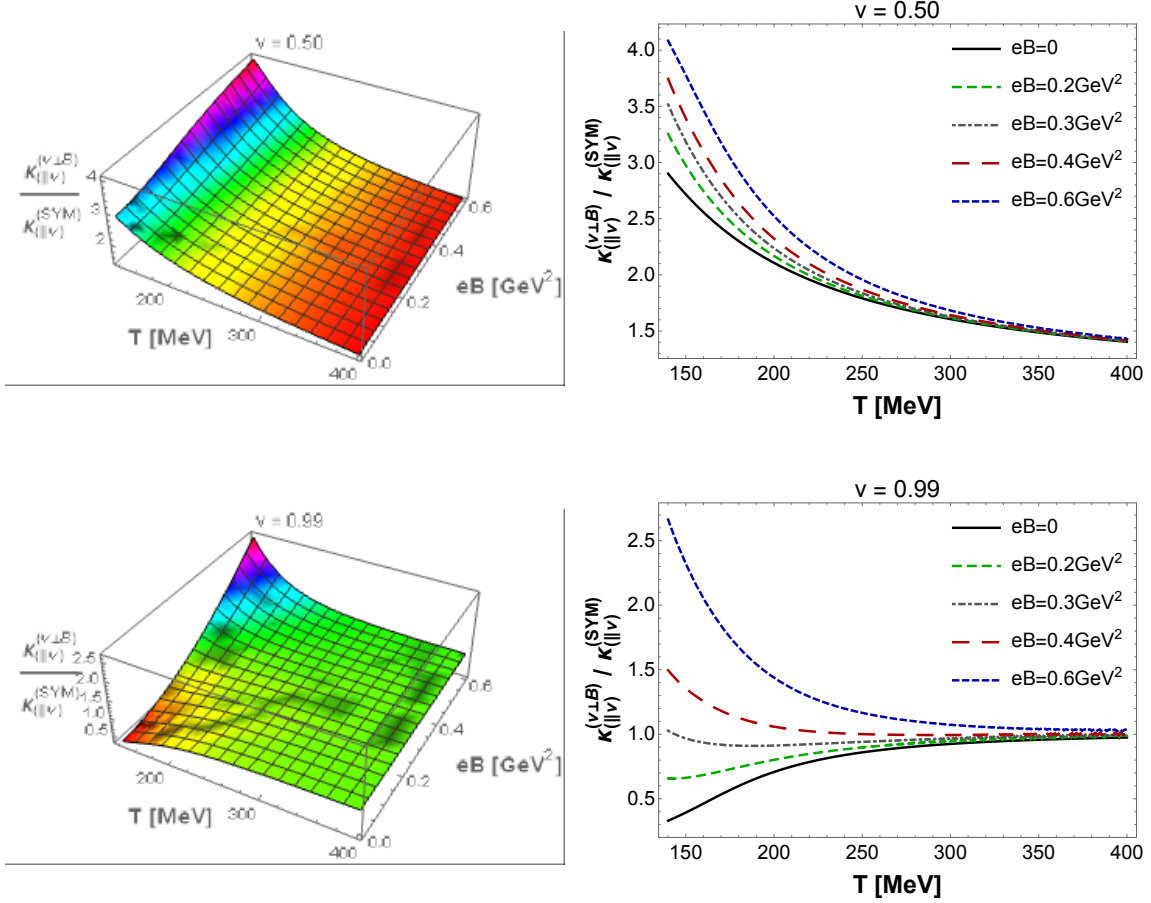 v = 0.50
κ(∥v)^(v⊥B)
κ(∥v)^(SYM)
4
3
2
200
300
400
T [MeV]
0.0
0.2
0.4
0.6
eB [GeV²]
v = 0.50
κ(∥v)^(v⊥B) / κ(∥v)^(SYM)
4.0
3.5
3.0
2.5
2.0
1.5
eB=0
eB=0.2GeV²
eB=0.3GeV²
eB=0.4GeV²
eB=0.6GeV²
150 200 250 300 350 400
T [MeV]
v = 0.99
κ(∥v)^(v⊥B)
κ(∥v)^(SYM)
2.5
2.0
1.5
1.0
0.5
200
300
400
T [MeV]
0.0
0.2
0.4
0.6
eB [GeV²]
v = 0.99
κ(∥v)^(v⊥B) / κ(∥v)^(SYM)
2.5
2.0
1.5
1.0
0.5
eB=0
eB=0.2GeV²
eB=0.3GeV²
eB=0.4GeV²
eB=0.6GeV²
150 200 250 300 350 400
T [MeV]